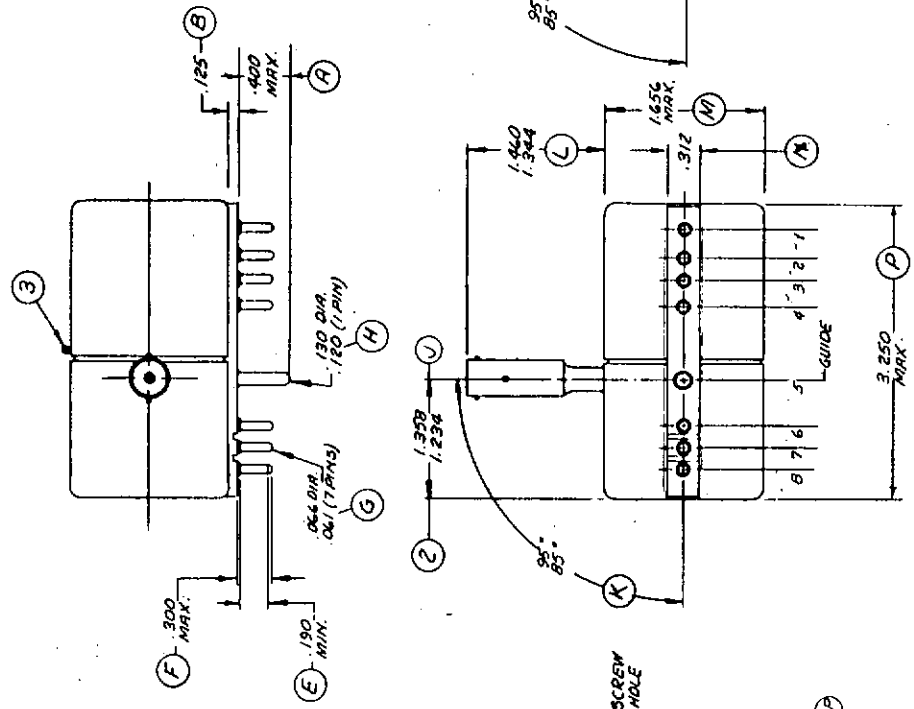 95°
85°
B
.125
.400
MAX.
A
3
.130 DIA.
.120 (1 PIN)
H
.066 DIA.
.061 (7 PINS)
G
F
.300
MAX.
E
.190
MIN.
1.656
MAX.
M
1.460
1.344
L
.312
J
1.358
1.234
2
95°
85°
K
1
2
3
4
5
6
7
8
GUIDE
P
3.250
MAX.
SCREW
HOLE